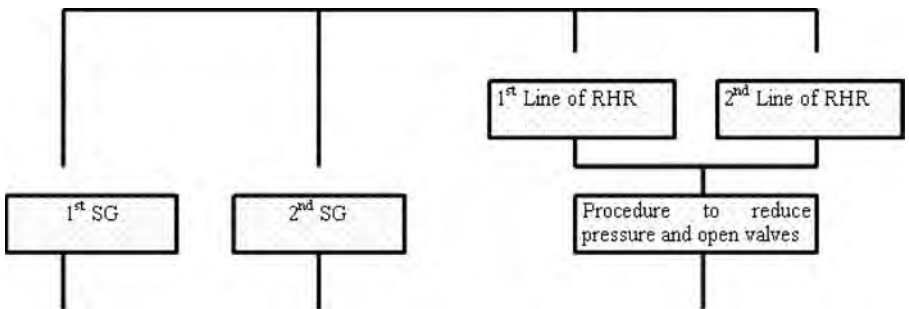 1st Line of RHR
2nd Line of RHR
1st SG
2nd SG
Procedure to reduce
pressure and open valves